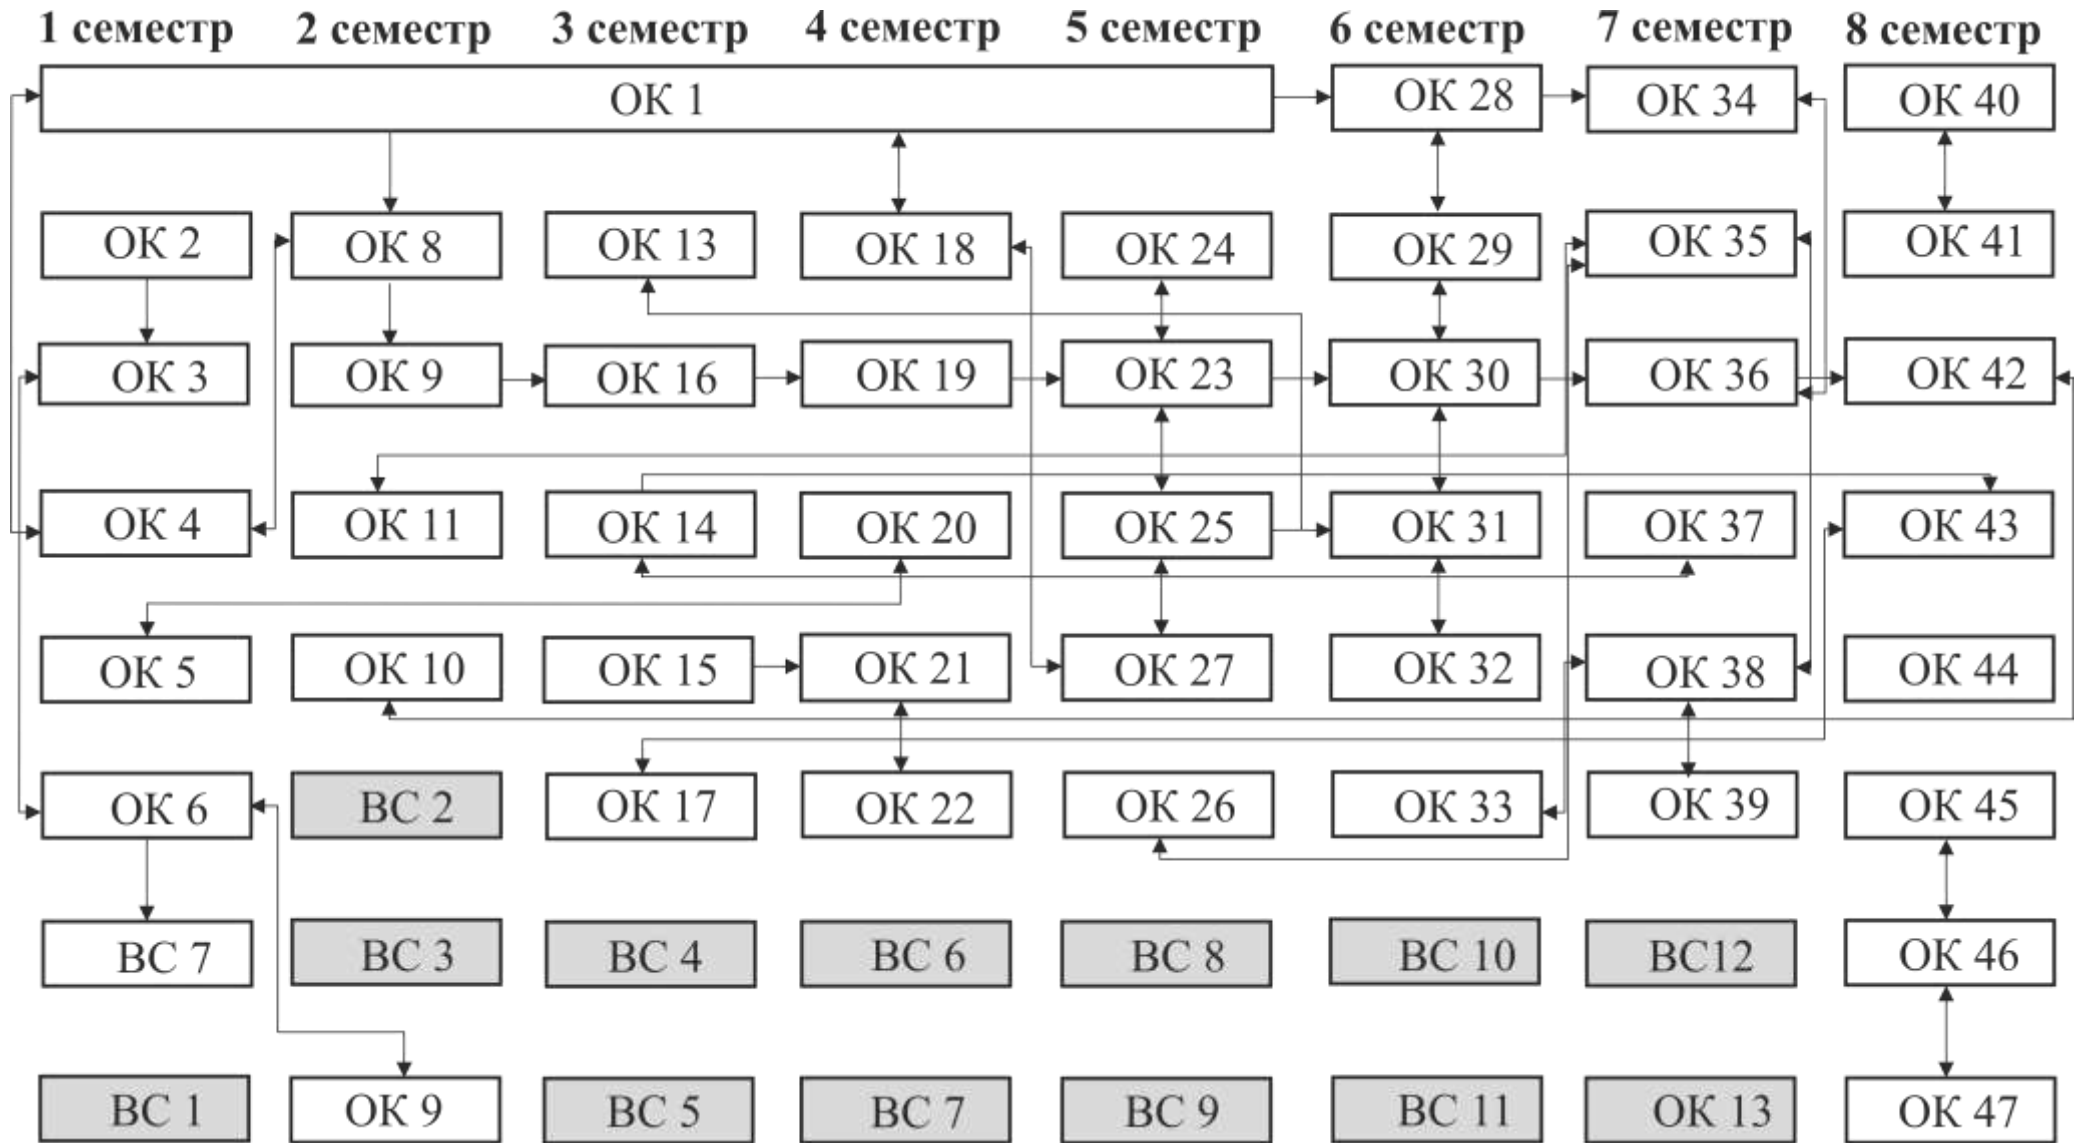 1 семестр 2 семестр 3 семестр 4 семестр 5 семестр 6 семестр 7 семестр 8 семестр
ОК 1 ОК 28 ОК 34 ОК 40
ОК 2 ОК 8 ОК 13 ОК 18 ОК 24 ОК 29 ОК 35 ОК 41
ОК 3 ОК 9 ОК 16 ОК 19 ОК 23 ОК 30 ОК 36 ОК 42
ОК 4 ОК 11 ОК 14 ОК 20 ОК 25 ОК 31 ОК 37 ОК 43
ОК 5 ОК 10 ОК 15 ОК 21 ОК 27 ОК 32 ОК 38 ОК 44
ОК 6 ВС 2 ОК 17 ОК 22 ОК 26 ОК 33 ОК 39 ОК 45
ВС 7 ВС 3 ВС 4 ВС 6 ВС 8 ВС 10 ВС12 ОК 46
ВС 1 ОК 9 ВС 5 ВС 7 ВС 9 ВС 11 ОК 13 ОК 47